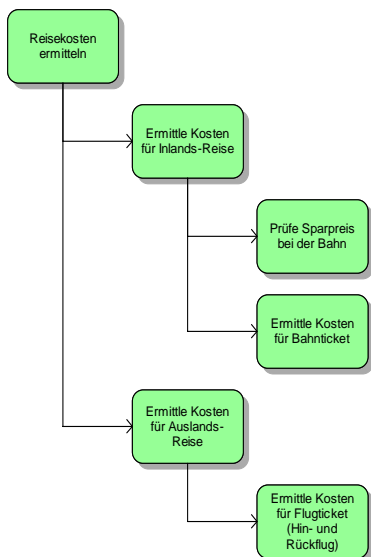 Reisekosten
ermitteln
Ermittle Kosten
für Inlands-Reise
Prüfe Sparpreis
bei der Bahn
Ermittle Kosten
für Bahnticket
Ermittle Kosten
für Auslands-
Reise
Ermittle Kosten
für Flugticket
(Hin- und
Rückflug)